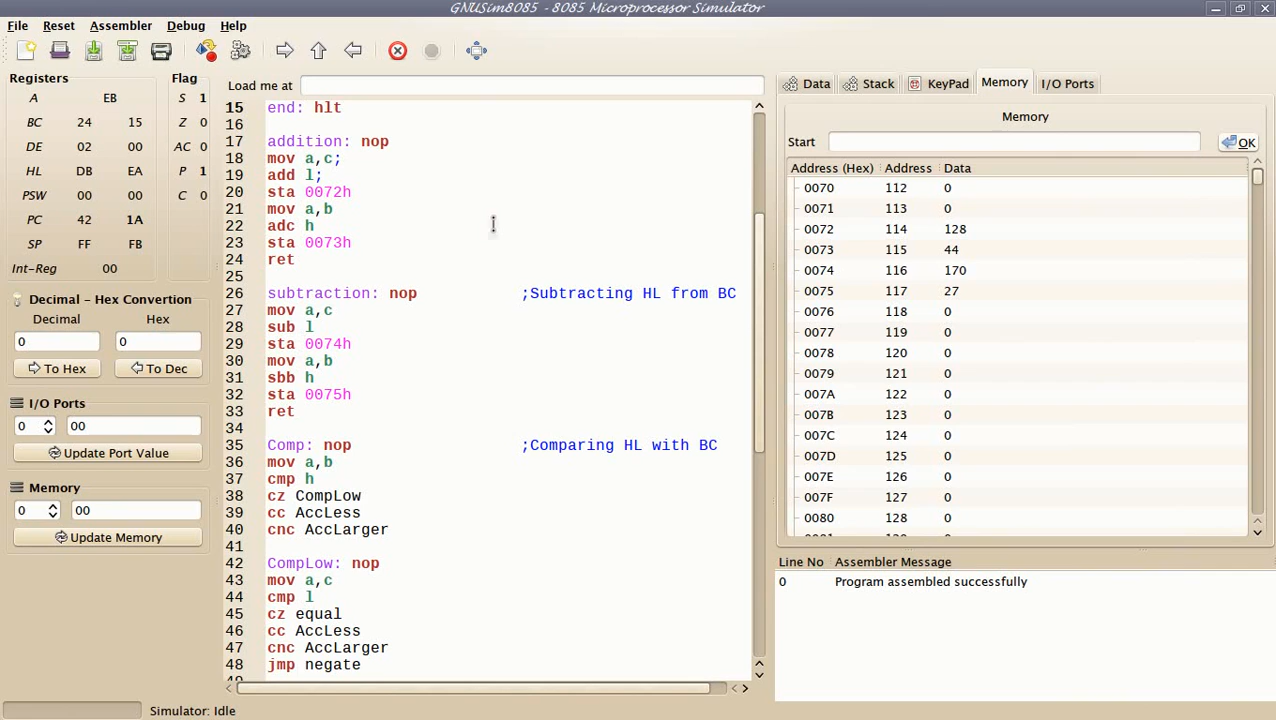 GNUSim8085 - 8085 Microprocessor Simulator
File Reset Assembler Debug Help
Registers
A EB
BC 24 15
DE 02 00
HL DB EA
PSW 00 00
PC 42 1A
SP FF FB
Int-Reg 00
Flag
S 1
Z 0
AC 0
P 1
C 0
Decimal - Hex Convertion
Decimal Hex
0 0
To Hex To Dec
I/O Ports
0 00
Update Port Value
Memory
0 00
Update Memory
Load me at
15 end: hlt
16
17 addition: nop
18 mov a,c;
19 add l;
20 sta 0072h
21 mov a,b
22 adc h
23 sta 0073h
24 ret
25
26 subtraction: nop ;Subtracting HL from BC
27 mov a,c
28 sub l
29 sta 0074h
30 mov a,b
31 sbb h
32 sta 0075h
33 ret
34
35 Comp: nop ;Comparing HL with BC
36 mov a,b
37 cmp h
38 cz CompLow
39 cc AccLess
40 cnc AccLarger
41
42 CompLow: nop
43 mov a,c
44 cmp l
45 cz equal
46 cc AccLess
47 cnc AccLarger
48 jmp negate
Data Stack KeyPad Memory I/O Ports
Memory
Start OK
Address (Hex) Address Data
0070 112 0
0071 113 0
0072 114 128
0073 115 44
0074 116 170
0075 117 27
0076 118 0
0077 119 0
0078 120 0
0079 121 0
007A 122 0
007B 123 0
007C 124 0
007D 125 0
007E 126 0
007F 127 0
0080 128 0
Line No Assembler Message
0 Program assembled successfully
Simulator: Idle